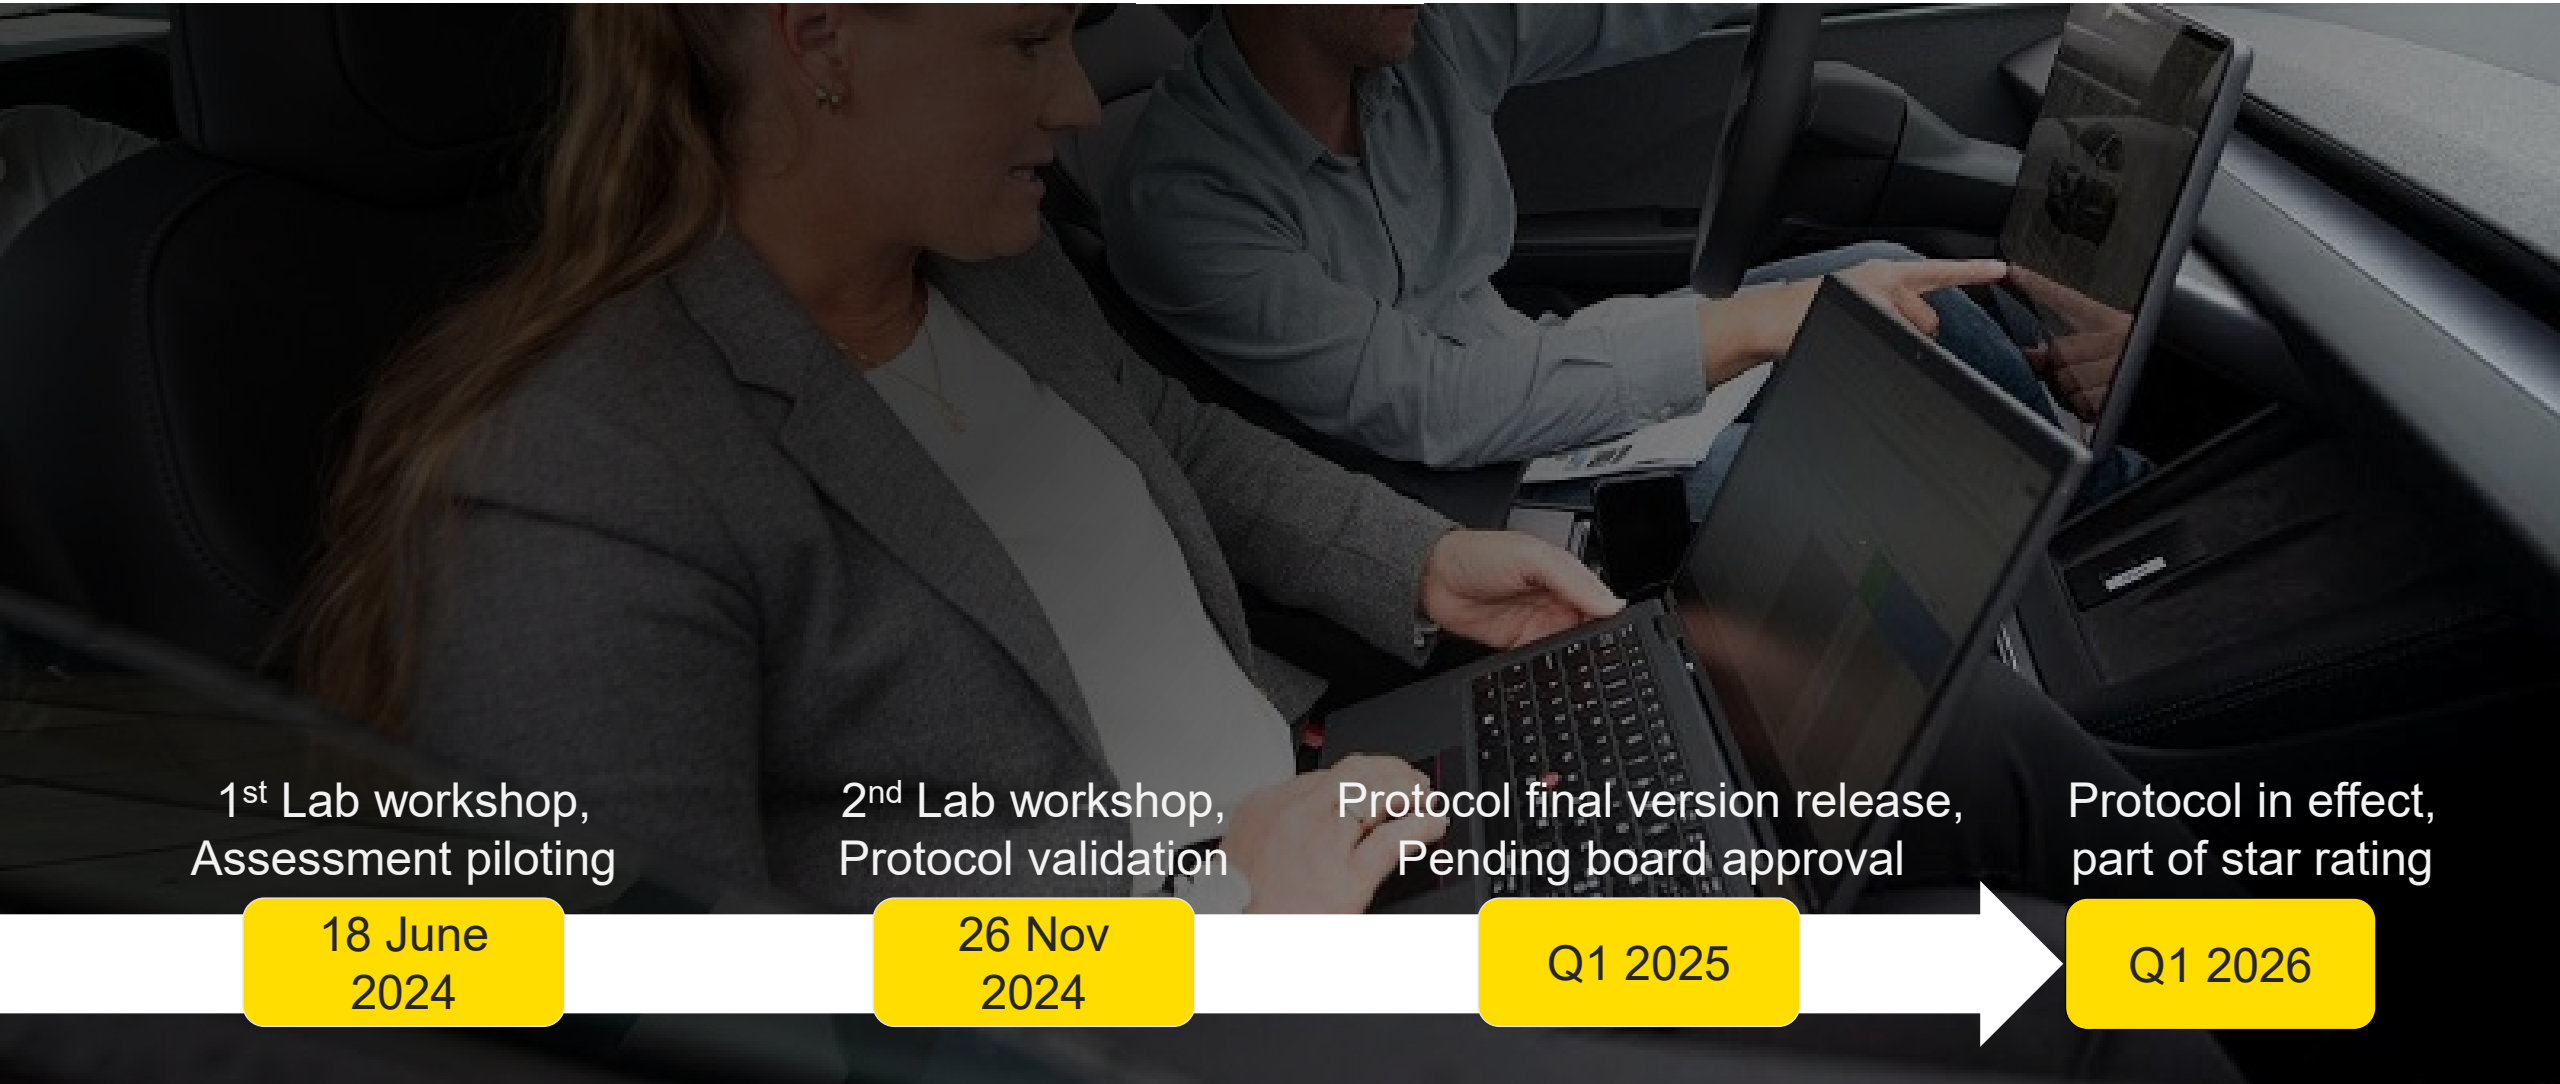 1st Lab workshop,
Assessment piloting
18 June
2024
2nd Lab workshop,
Protocol validation
26 Nov
2024
Protocol final version release,
Pending board approval
Q1 2025
Protocol in effect,
part of star rating
Q1 2026